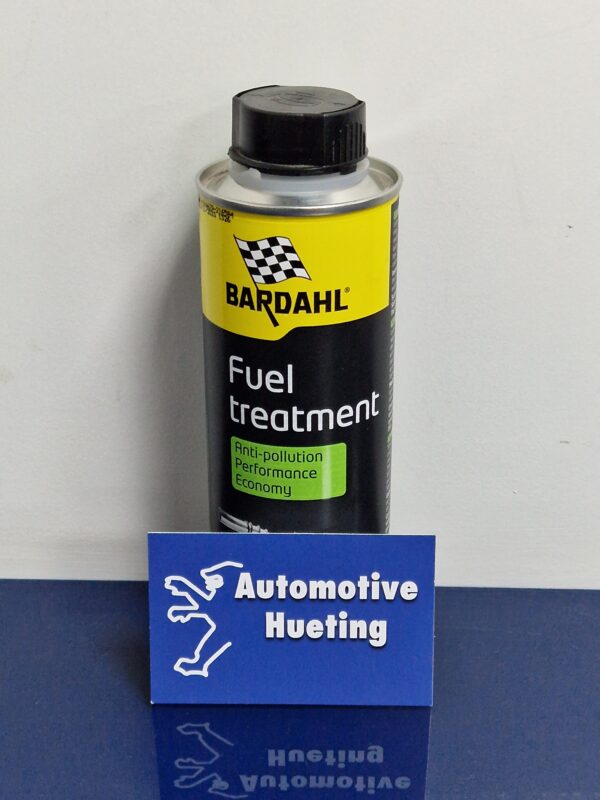 BARDAHL®
Fuel
treatment
Anti-pollution
Performance
Economy
Automotive
Hueting